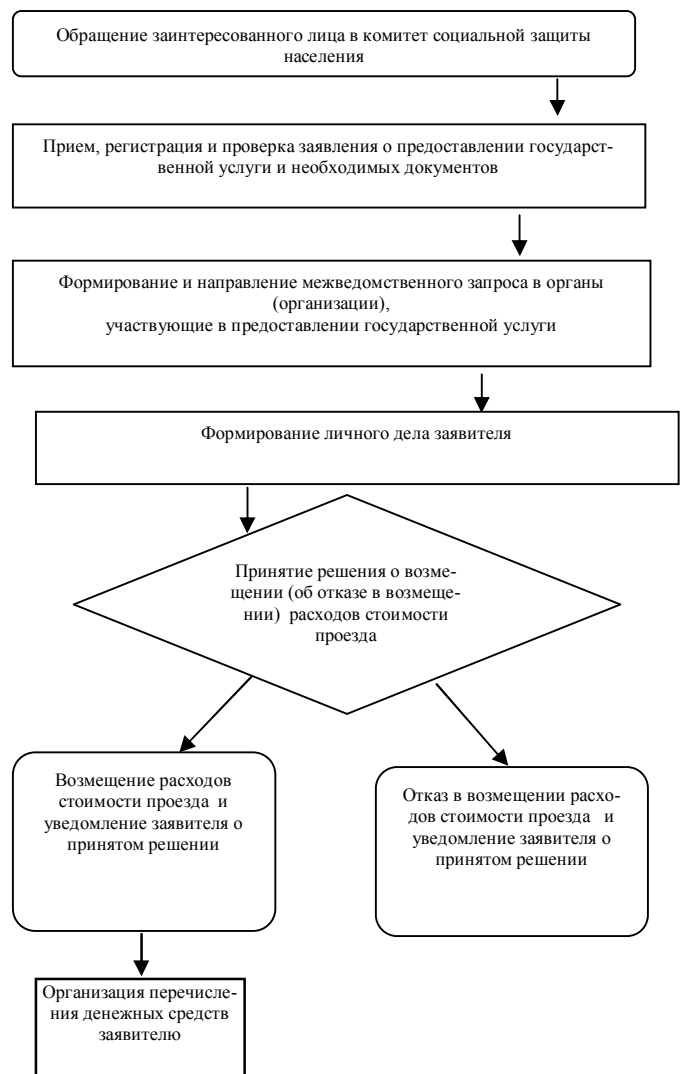 Обращение заинтересованного лица в комитет социальной защиты
населения
Прием, регистрация и проверка заявления о предоставлении государст-
венной услуги и необходимых документов
Формирование и направление межведомственного запроса в органы
(организации),
участвующие в предоставлении государственной услуги
Формирование личного дела заявителя
Принятие решения о возме-
щении (об отказе в возмеще-
нии) расходов стоимости
проезда
Возмещение расходов
стоимости проезда и
уведомление заявителя о
принятом решении
Отказ в возмещении расхо-
дов стоимости проезда и
уведомление заявителя о
принятом решении
Организация перечисле-
ния денежных средств
заявителю